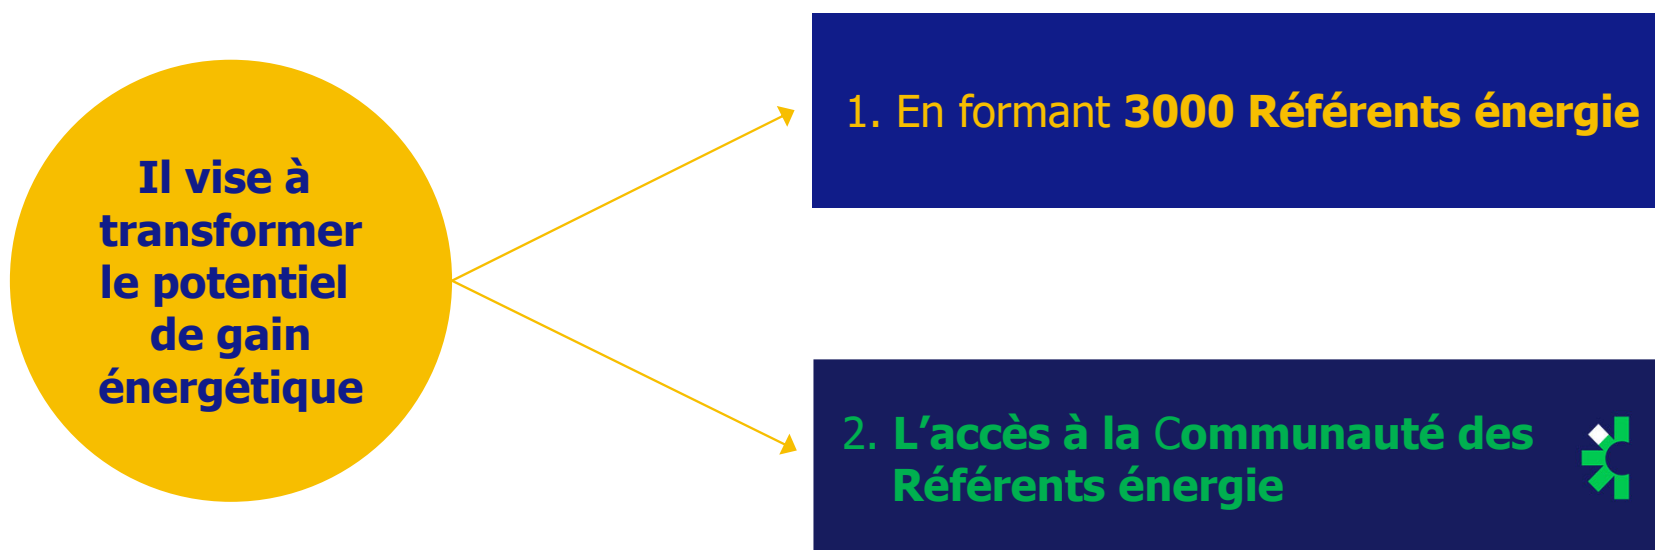 Il vise à
transformer
le potentiel
de gain
énergétique
1. En formant 3000 Référents énergie
2. L’accès à la Communauté des
Référents énergie